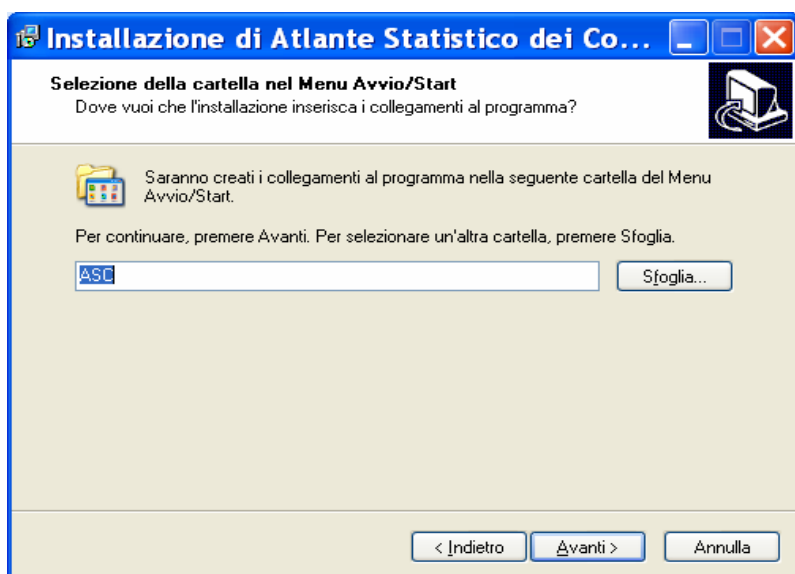 Installazione di Atlante Statistico dei Co...
Selezione della cartella nel Menu Avvio/Start
Dove vuoi che l'installazione inserisca i collegamenti al programma?
Saranno creati i collegamenti al programma nella seguente cartella del Menu
Avvio/Start.
Per continuare, premere Avanti. Per selezionare un'altra cartella, premere Sfoglia.
ASC
Sfoglia...
< Indietro
Avanti >
Annulla